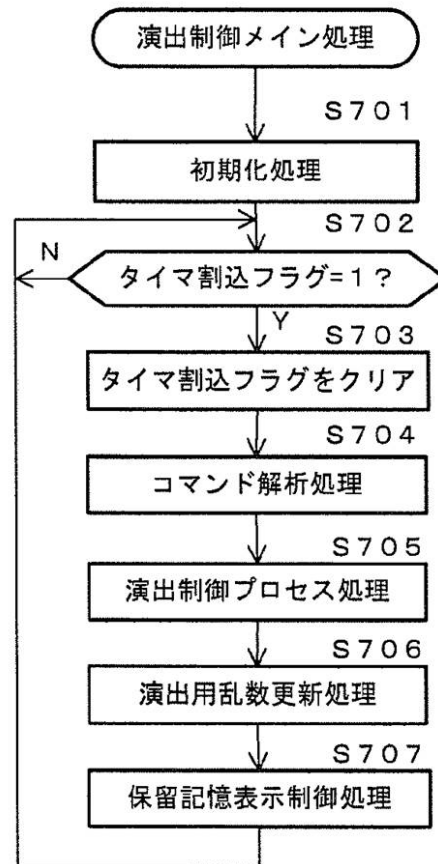 演出制御メイン処理
S701
初期化処理
S702
N
タイマ割込フラグ=1?
Y
S703
タイマ割込フラグをクリア
S704
コマンド解析処理
S705
演出制御プロセス処理
S706
演出用乱数更新処理
S707
保留記憶表示制御処理